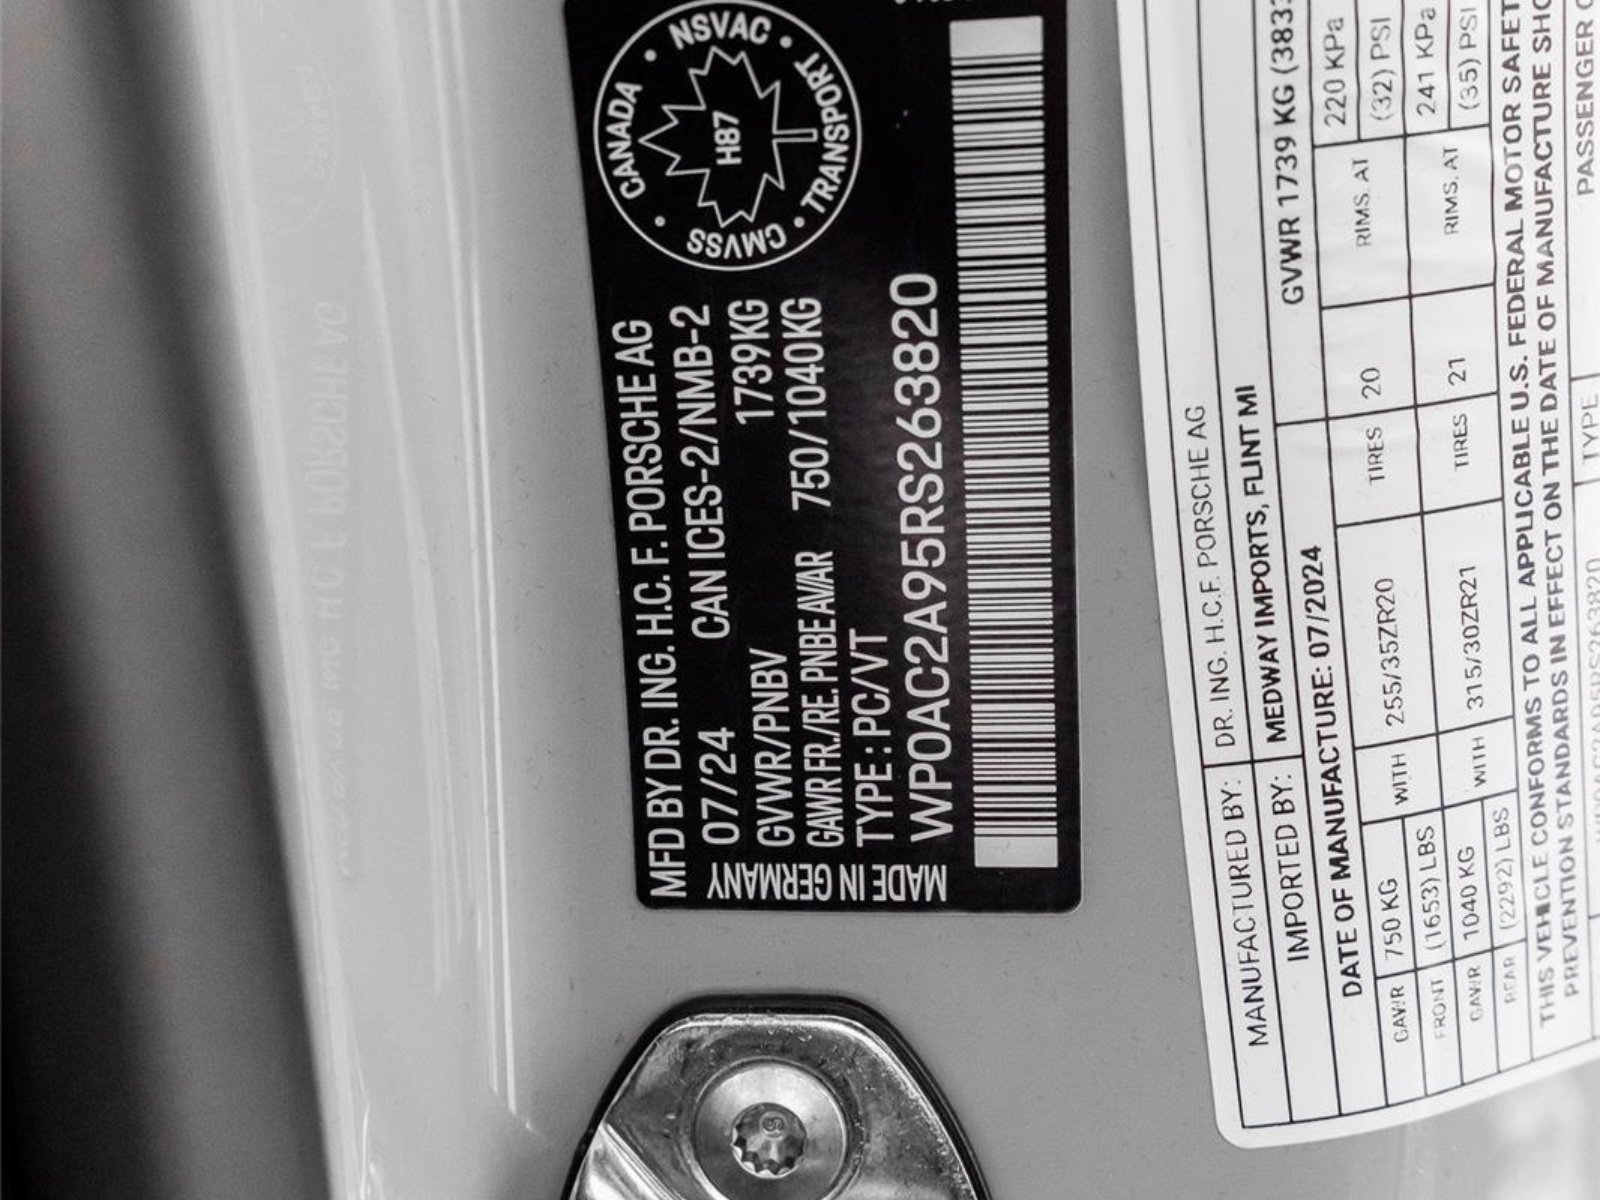 NSVAC
CANADA
TRANSPORT
CMVSS
H87
MFD BY DR. ING. H.C. F. PORSCHE AG
07/24 CAN ICES-2/NMB-2
GVWR/PNBV 1739KG
GAWR FR./RE. PNBE AV/AR 750/1040KG
TYPE : PC/VT
WP0AC2A95RS263820
MADE IN GERMANY
MANUFACTURED BY: DR. ING. H.C.F. PORSCHE AG
IMPORTED BY: MEDWAY IMPORTS, FLINT MI
DATE OF MANUFACTURE: 07/2024 GVWR 1739 KG (383
GAWR 750 KG WITH 255/35ZR20 TIRES 20 RIMS. AT 220 KPa
FRONT (1653) LBS (32) PSI
GAWR 1040 KG WITH 315/30ZR21 TIRES 21 RIMS. AT 241 KPa
REAR (2292) LBS (35) PSI
THIS VEHICLE CONFORMS TO ALL APPLICABLE U.S. FEDERAL MOTOR SAFET
PREVENTION STANDARDS IN EFFECT ON THE DATE OF MANUFACTURE SHO
WP0AC2A95RS263820 TYPE PASSENGER C